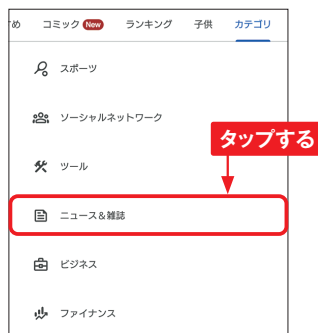 め コミック New ランキング 子供 カテゴリ
スポーツ
ソーシャルネットワーク
タップする
ツール
ニュース&雑誌
ビジネス
ファイナンス